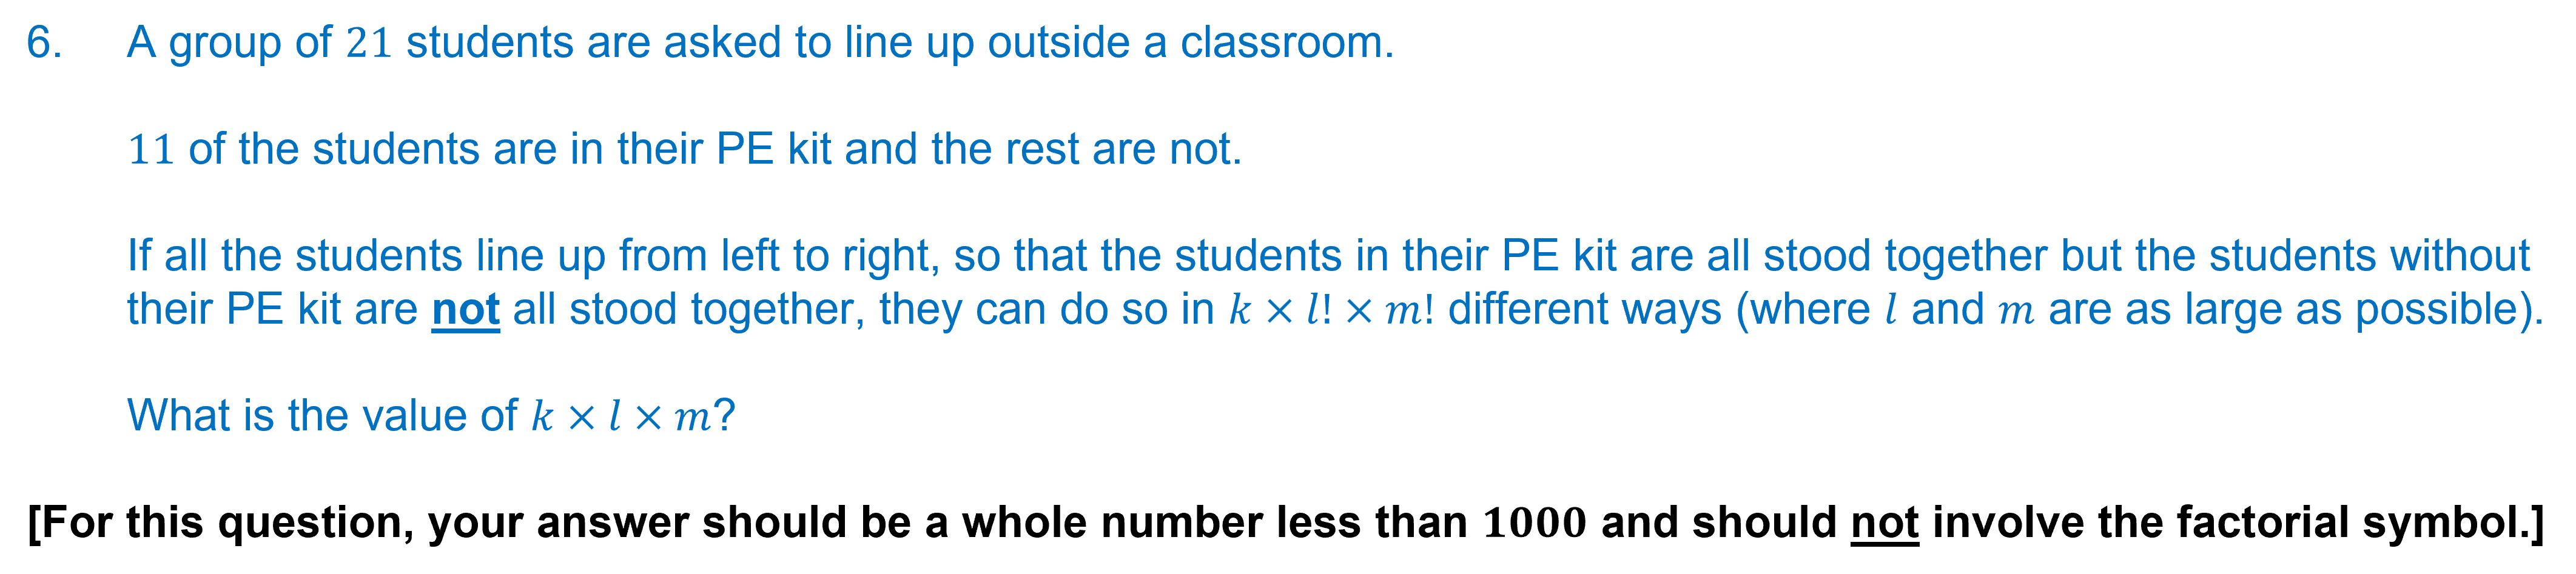 6. A group of 21 students are asked to line up outside a classroom.
11 of the students are in their PE kit and the rest are not.
If all the students line up from left to right, so that the students in their PE kit are all stood together but the students without
their PE kit are not all stood together, they can do so in k × l! × m! different ways (where l and m are as large as possible).
What is the value of k × l × m?
[For this question, your answer should be a whole number less than 1000 and should not involve the factorial symbol.]